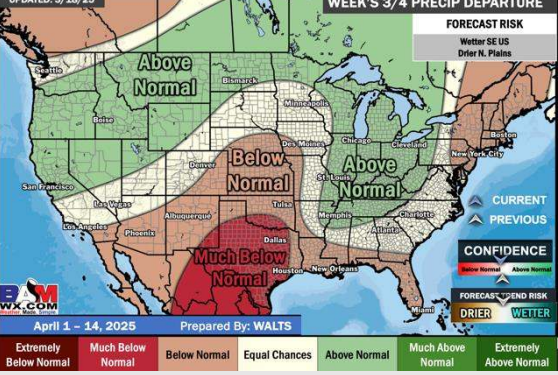 UPDATED: 3/18/25
WEEK'S 3/4 PRECIP DEPARTURE
FORECAST RISK
Wetter SE US
Drier N. Plains
Seattle
Above
Normal
Bismarck
Minneapolis
Boise
Boston
Chicago
Cleveland
Des Moines
New York City
Below
Normal
Above
Normal
Denver
St. Louis
San Francisco
Las Vegas
Tulsa
Memphis
Charlotte
Los Angeles
Albuquerque
Phoenix
Atlanta
Dallas
Much Below
Normal
Houston
New Orleans
Miami
CURRENT
PREVIOUS
CONFIDENCE
Below Normal
Above Normal
FORECAST TREND RISK
DRIER
WETTER
BAM
WX.COM
Weather. Made. Simple.
April 1 – 14, 2025
Prepared By: WALTS
Extremely
Below Normal
Much Below
Normal
Below Normal
Equal Chances
Above Normal
Much Above
Normal
Extremely
Above Normal